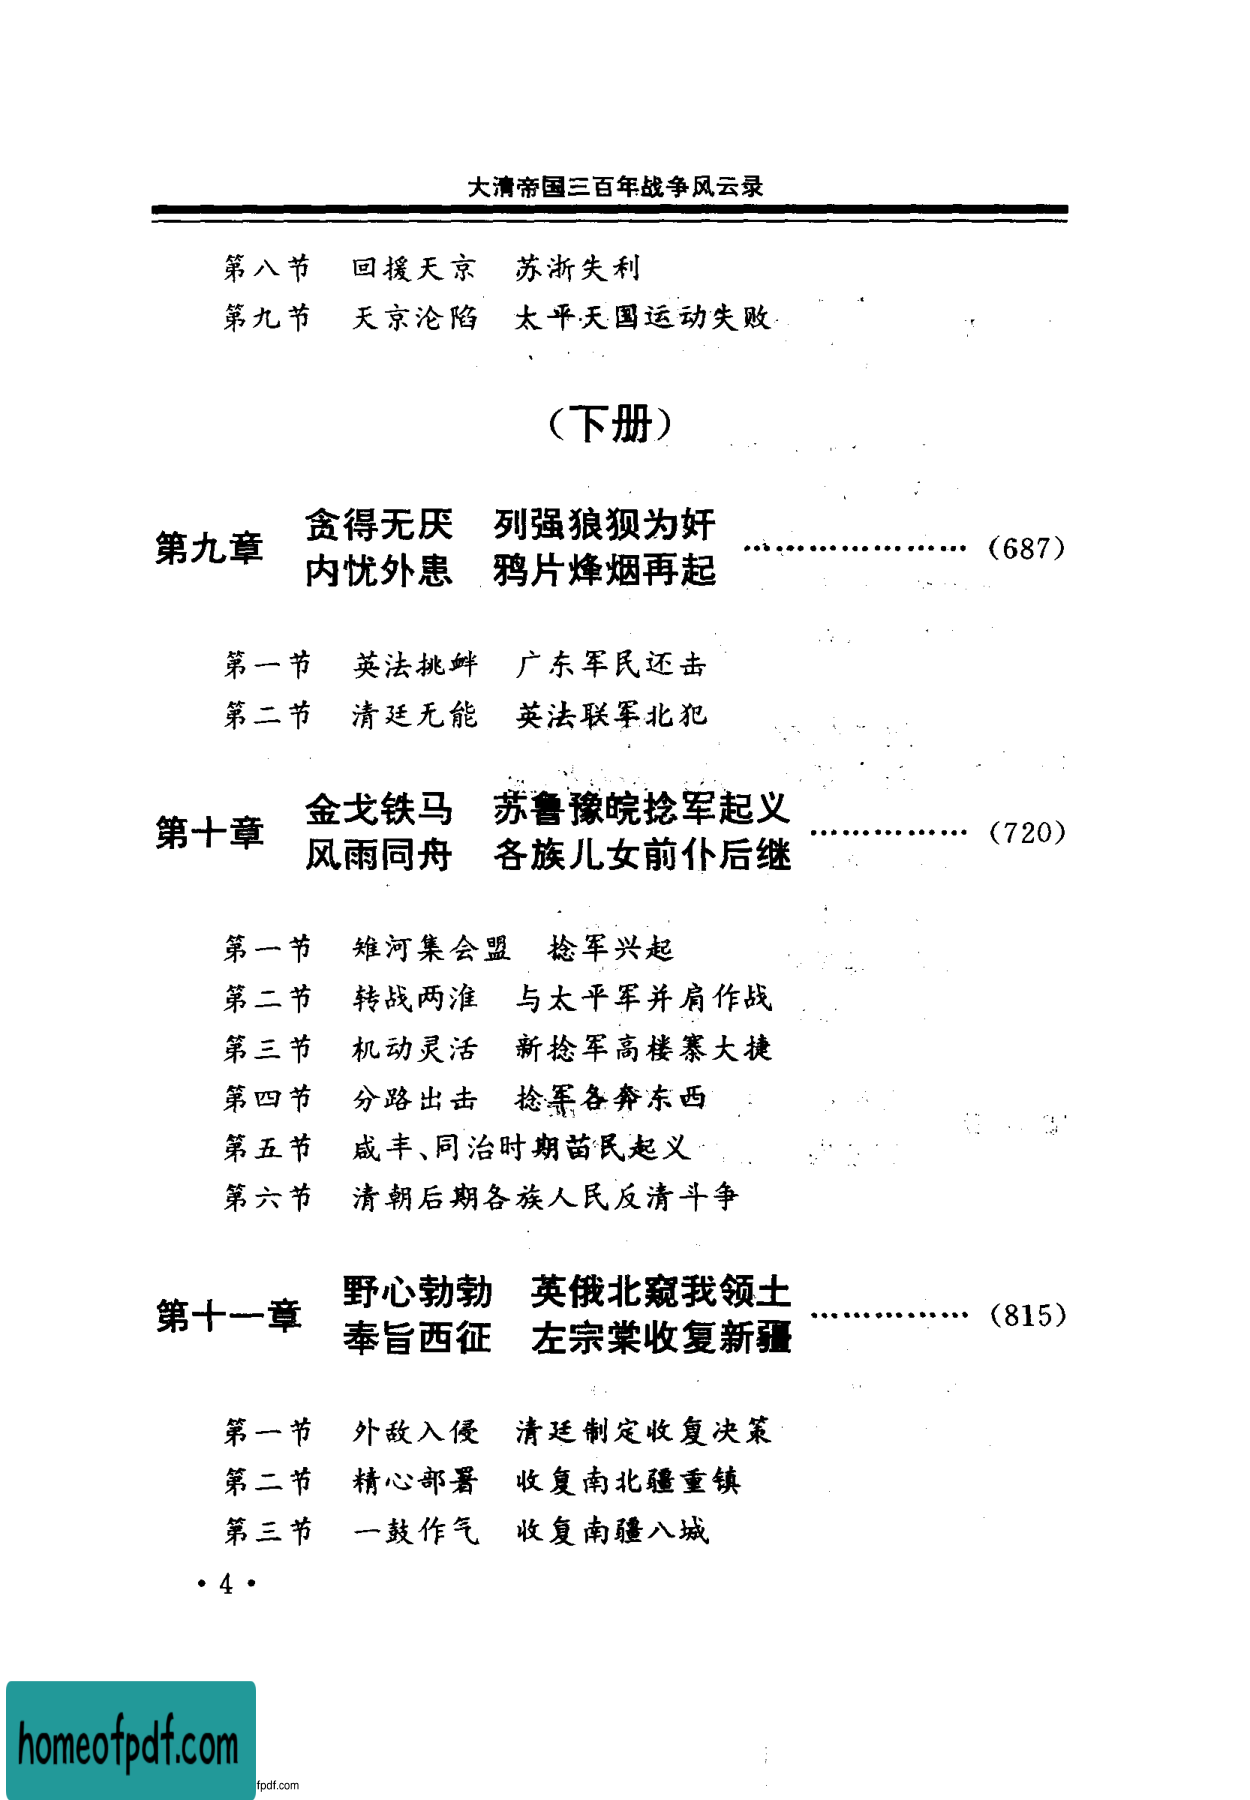 大清帝国三百年战争风云录
第八节 回援天京 苏浙失利
第九节 天京沦陷 太平天国运动失败
（下册）
第九章 贪得无厌 列强狼狈为奸
内忧外患 鸦片烽烟再起 ………………… (687)
第一节 英法挑衅 广东军民还击
第二节 清廷无能 英法联军北犯
第十章 金戈铁马 苏鲁豫皖捻军起义
风雨同舟 各族儿女前仆后继 …………… (720)
第一节 雉河集会盟 捻军兴起
第二节 转战两淮 与太平军并肩作战
第三节 机动灵活 新捻军高楼寨大捷
第四节 分路出击 捻军各奔东西
第五节 咸丰、同治时期苗民起义
第六节 清朝后期各族人民反清斗争
第十一章 野心勃勃 英俄北窥我领土
奉旨西征 左宗棠收复新疆 …………… (815)
第一节 外敌入侵 清廷制定收复决策
第二节 精心部署 收复南北疆重镇
第三节 一鼓作气 收复南疆八城
· 4 ·
homeofpdf.com
fpdf.com